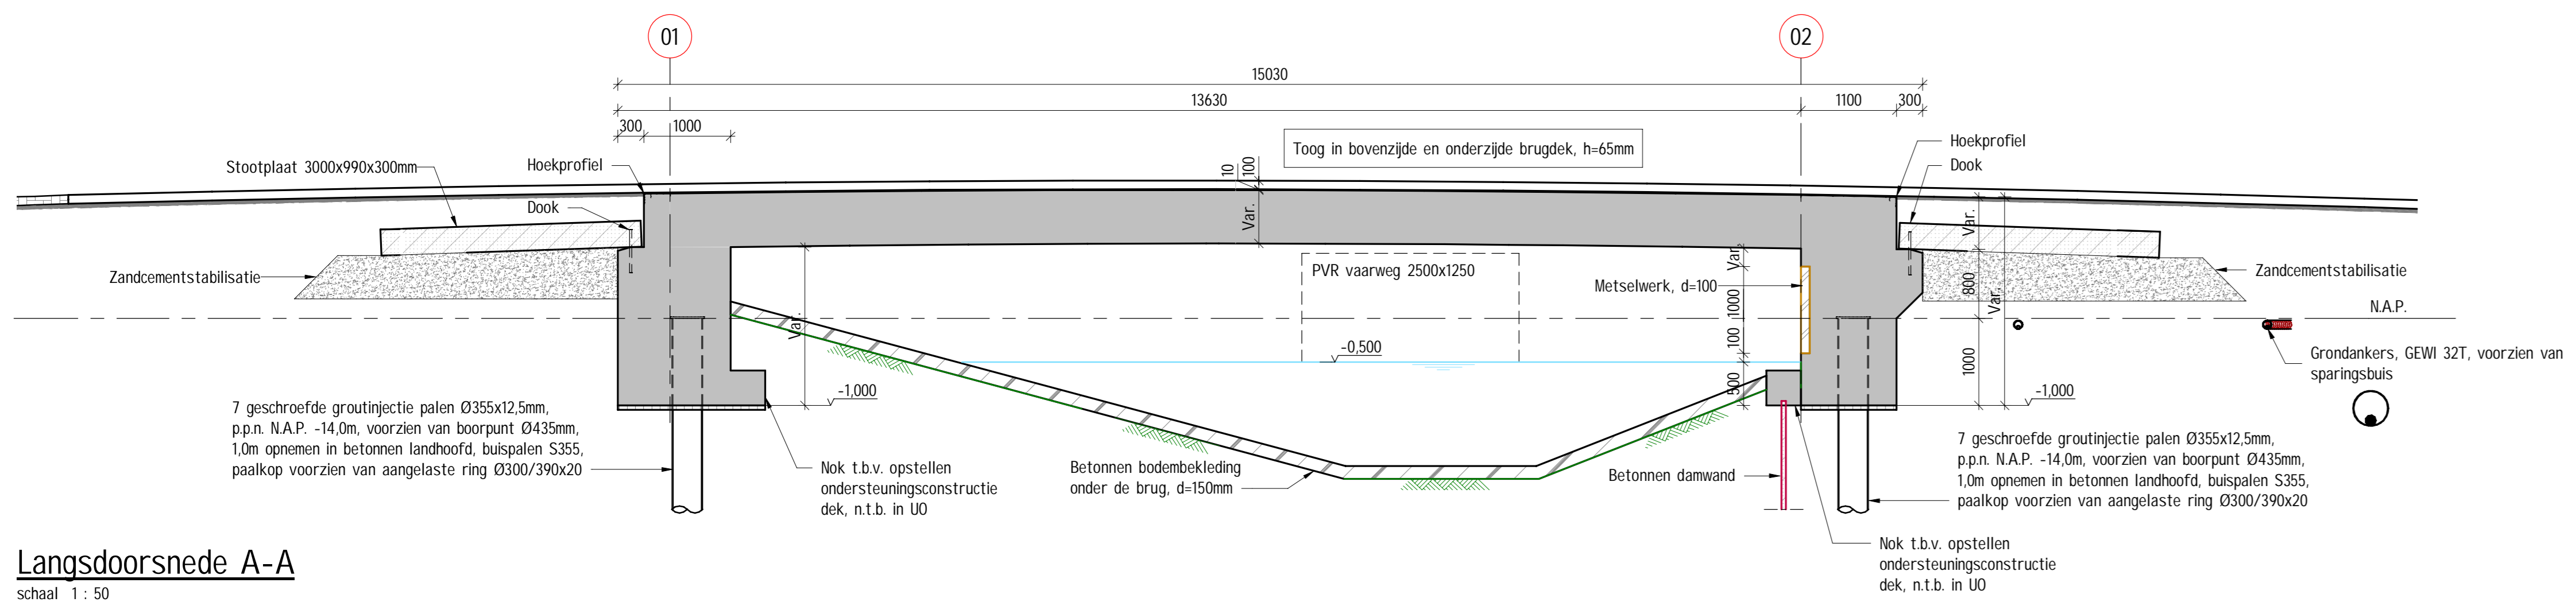 01
02
15030
13630
1100
300
300
1000
Toog in bovenzijde en onderzijde brugdek, h=65mm
Hoekprofiel
Dook
Stootplaat 3000x990x300mm
Hoekprofiel
Dook
10
100
Var.
Var.
Zandcementstabilisatie
PVR vaarweg 2500x1250
Metselwerk, d=100
Var.
1000
100
500
Var.
800
1000
Var.
Zandcementstabilisatie
N.A.P.
-0,500
Var.
-1,000
-1,000
Grondankers, GEWI 32T, voorzien van
sparingsbuis
7 geschroefde groutinjectie palen Ø355x12,5mm,
p.p.n. N.A.P. -14,0m, voorzien van boorpunt Ø435mm,
1,0m opnemen in betonnen landhoofd, buispalen S355,
paalkop voorzien van aangelaste ring Ø300/390x20
Nok t.b.v. opstellen
ondersteuningsconstructie
dek, n.t.b. in UO
Betonnen bodembekleding
onder de brug, d=150mm
Betonnen damwand
7 geschroefde groutinjectie palen Ø355x12,5mm,
p.p.n. N.A.P. -14,0m, voorzien van boorpunt Ø435mm,
1,0m opnemen in betonnen landhoofd, buispalen S355,
paalkop voorzien van aangelaste ring Ø300/390x20
Nok t.b.v. opstellen
ondersteuningsconstructie
dek, n.t.b. in UO
Langsdoorsnede A-A
schaal 1 : 50